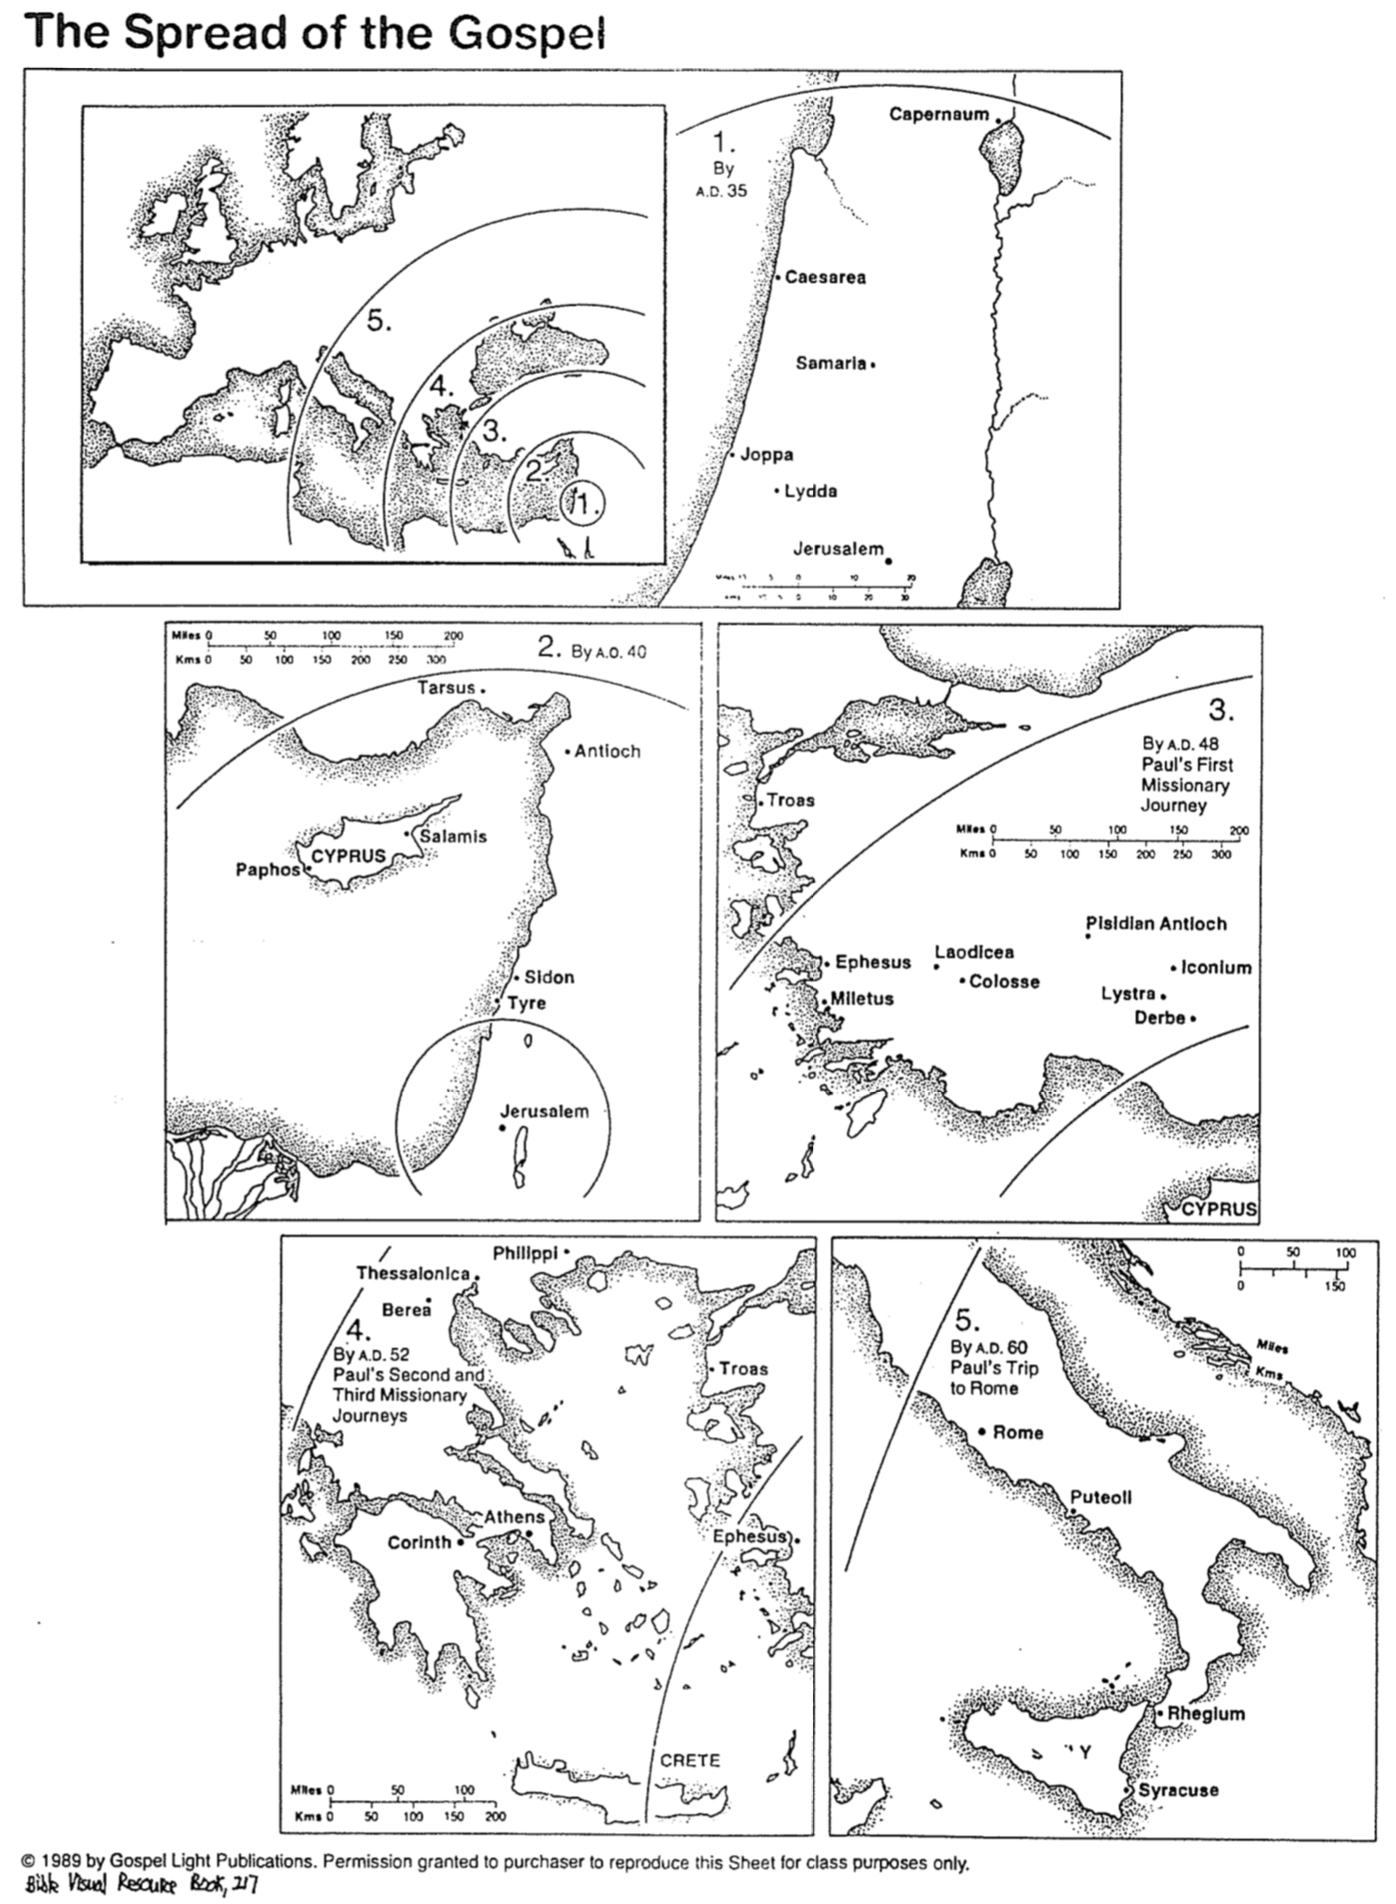 The Spread of the Gospel
1.
By
A.D. 35
Capernaum
Caesarea
Samaria
Joppa
Lydda
Jerusalem
5.
4.
3.
2.
1.
Miles 0 50 100 150 200
Kms 0 50 100 150 200 250 300
2. By A.D. 40
Tarsus
Antioch
Salamis
CYPRUS
Paphos
Sidon
Tyre
Jerusalem
3.
By A.D. 48
Paul's First
Missionary
Journey
Troas
Miles 0 50 100 150 200
Kms 0 50 100 150 200 250 300
Pisidian Antioch
Ephesus
Laodicea
Iconium
Colosse
Miletus
Lystra
Derbe
CYPRUS
Philippi
Thessalonica
Berea
4.
By A.D. 52
Paul's Second and
Third Missionary
Journeys
Troas
Athens
Corinth
Ephesus
CRETE
Miles 0 50 100
Kms 0 50 100 150 200
0 50 100
0 150
Miles
Kms
5.
By A.D. 60
Paul's Trip
to Rome
Rome
Puteoli
Rhegium
Y
Syracuse
© 1989 by Gospel Light Publications. Permission granted to purchaser to reproduce this Sheet for class purposes only.
Bible Visual Resource Book, 217